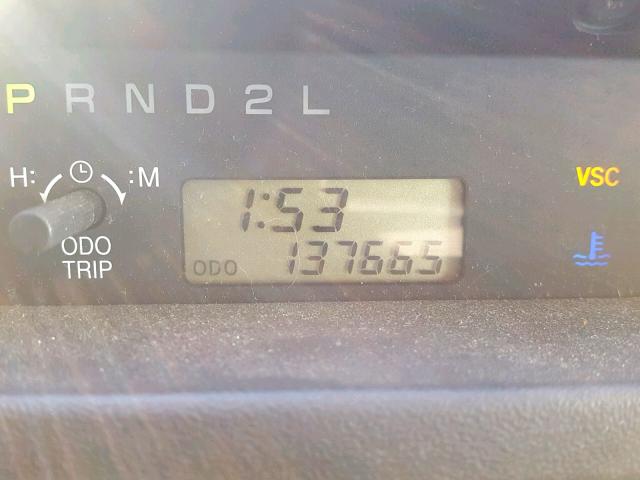 P R N D 2 L
H: :M
ODO
TRIP
1:53
ODO 137665
VSC